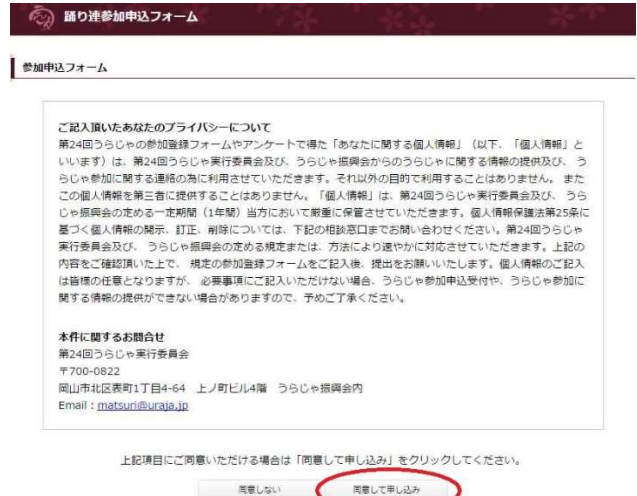 踊り連参加申込フォーム
参加申込フォーム
ご記入頂いたあなたのプライバシーについて
第24回うらじゃの参加登録フォームやアンケートで得た「あなたに関する個人情報」（以下、「個人情報」と
いいます）は、第24回うらじゃ実行委員会及び、うらじゃ振興会からのうらじゃに関する情報の提供及び、 う
らじゃ参加に関する連絡の為に利用させていただきます。それ以外の目的で利用することはありません。 また
この個人情報を第三者に提供することはありません。「個人情報」は、第24回うらじゃ実行委員会及び、 うら
じゃ振興会の定める一定期間（1年間）当方において厳重に保管させていただきます。個人情報保護法第25条に
基づく個人情報の開示、訂正、削除については、下記の相談窓口までお問い合わせください。第24回うらじゃ
実行委員会及び、 うらじゃ振興会の定める規定または、方法により速やかに対応させていただきます。上記の
内容をご確認頂いた上で、 規定の参加登録フォームをご記入後、提出をお願いいたします。個人情報のご記入
は皆様の任意となりますが、 必要事項にご記入いただけない場合、うらじゃ参加申込受付や、うらじゃ参加に
関する情報の提供ができない場合がありますので、予めご了承ください。
本件に関するお問合せ
第24回うらじゃ実行委員会
〒700-0822
岡山市北区表町1丁目4-64 上ノ町ビル4階 うらじゃ振興会内
Email：matsuri@uraja.jp
上記項目にご同意いただける場合は「同意して申し込み」をクリックしてください。
同意しない 同意して申し込み